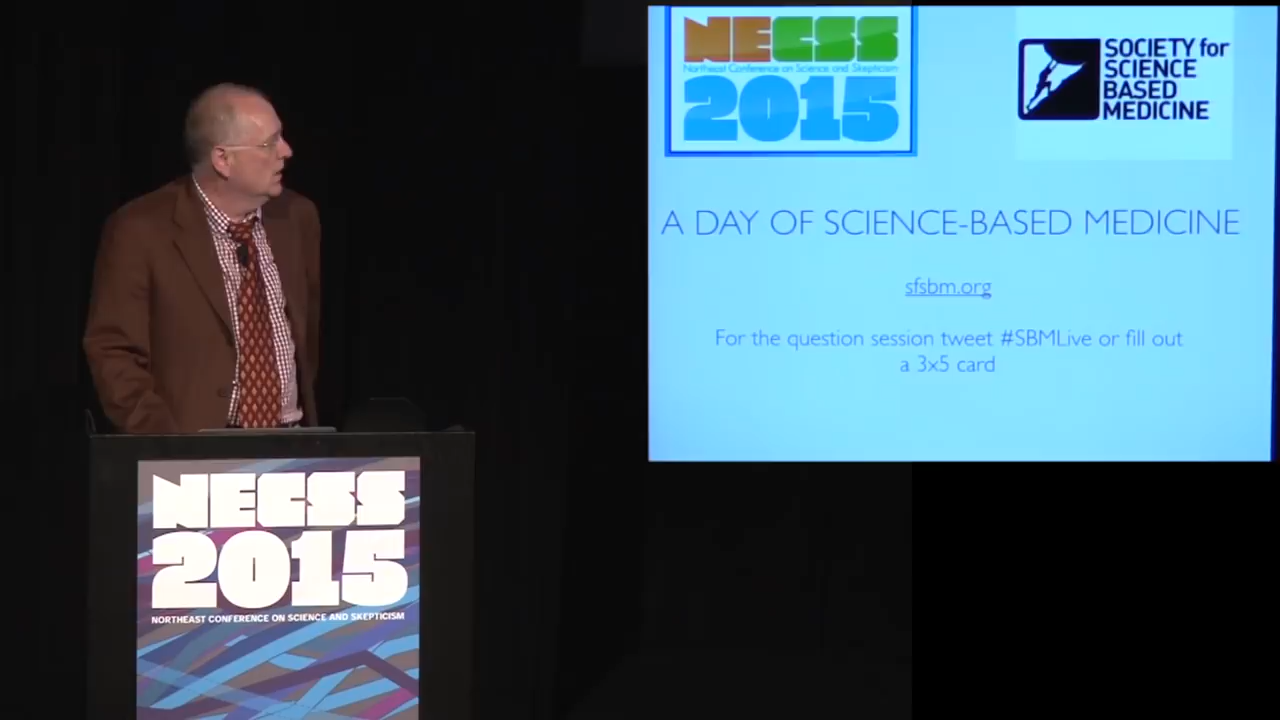 NECSS
Northeast Conference on Science and Skepticism
2015
SOCIETY for
SCIENCE
BASED
MEDICINE
A DAY OF SCIENCE-BASED MEDICINE
sfsbm.org
For the question session tweet #SBMLive or fill out
a 3x5 card
NECSS
2015
NORTHEAST CONFERENCE ON SCIENCE AND SKEPTICISM